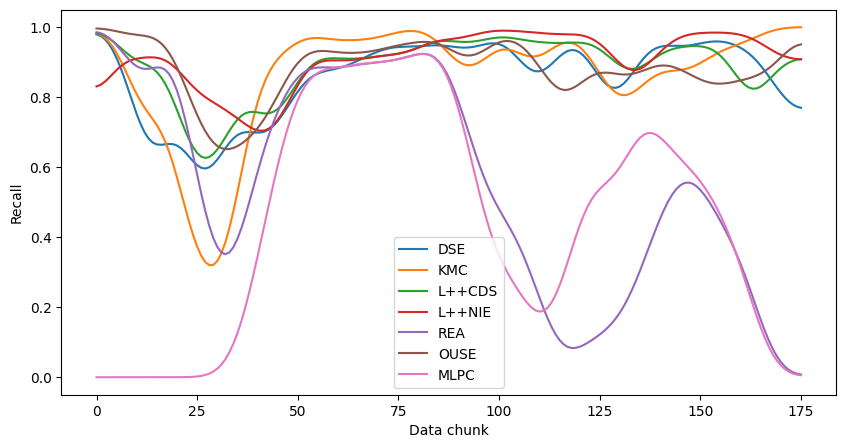 1.0
0.8
0.6
0.4
0.2
0.0
Recall
DSE
KMC
L++CDS
L++NIE
REA
OUSE
MLPC
0 25 50 75 100 125 150 175
Data chunk